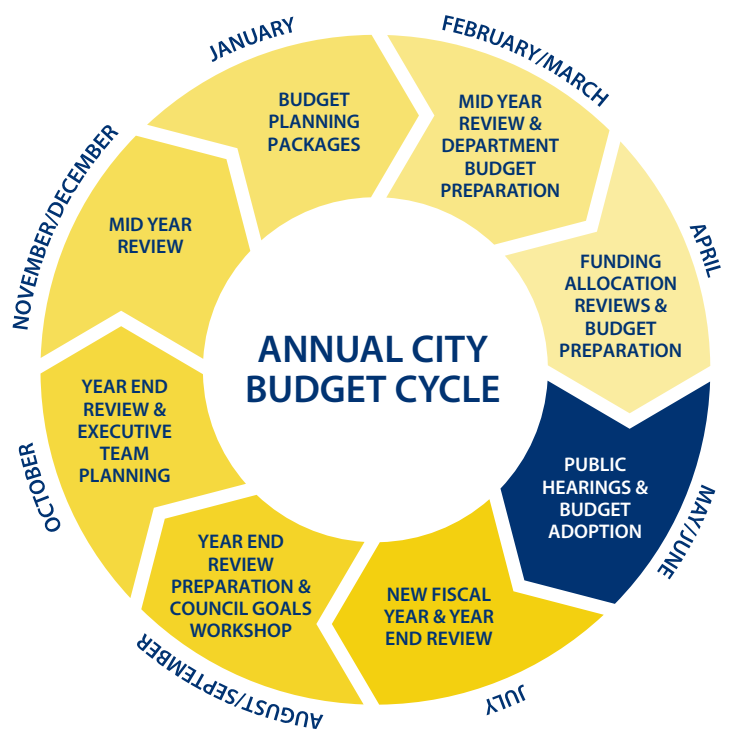 ANNUAL CITY
BUDGET CYCLE
JANUARY
BUDGET
PLANNING
PACKAGES
FEBRUARY/MARCH
MID YEAR
REVIEW &
DEPARTMENT
BUDGET
PREPARATION
APRIL
FUNDING
ALLOCATION
REVIEWS &
BUDGET
PREPARATION
MAY/JUNE
PUBLIC
HEARINGS &
BUDGET
ADOPTION
JULY
NEW FISCAL
YEAR & YEAR
END REVIEW
AUGUST/SEPTEMBER
YEAR END
REVIEW
PREPARATION &
COUNCIL GOALS
WORKSHOP
OCTOBER
YEAR END
REVIEW &
EXECUTIVE
TEAM
PLANNING
NOVEMBER/DECEMBER
MID YEAR
REVIEW